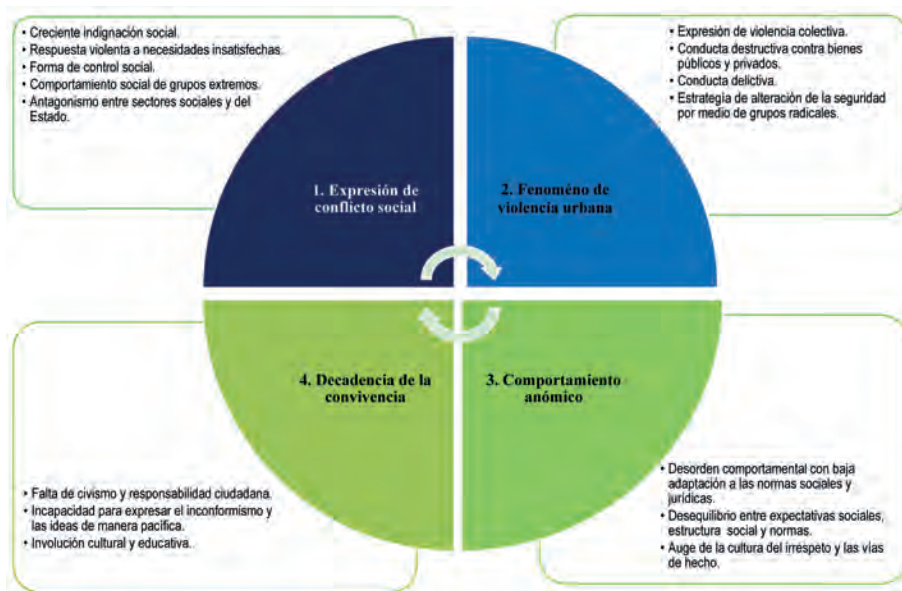 • Creciente indignación social.
• Respuesta violenta a necesidades insatisfechas.
• Forma de control social.
• Comportamiento social de grupos extremos.
• Antagonismo entre sectores sociales y del
Estado.
• Expresión de violencia colectiva.
• Conducta destructiva contra bienes
públicos y privados.
• Conducta delictiva.
• Estrategia de alteración de la seguridad
por medio de grupos radicales.
1. Expresión de
conflicto social
2. Fenoméno de
violencia urbana
4. Decadencia de la
convivencia
3. Comportamiento
anómico
• Falta de civismo y responsabilidad ciudadana.
• Incapacidad para expresar el inconformismo y
las ideas de manera pacífica.
• Involución cultural y educativa.
• Desorden comportamental con baja
adaptación a las normas sociales y
jurídicas.
• Desequilibrio entre expectativas sociales,
estructura social y normas.
• Auge de la cultura del irrespeto y las vías
de hecho.